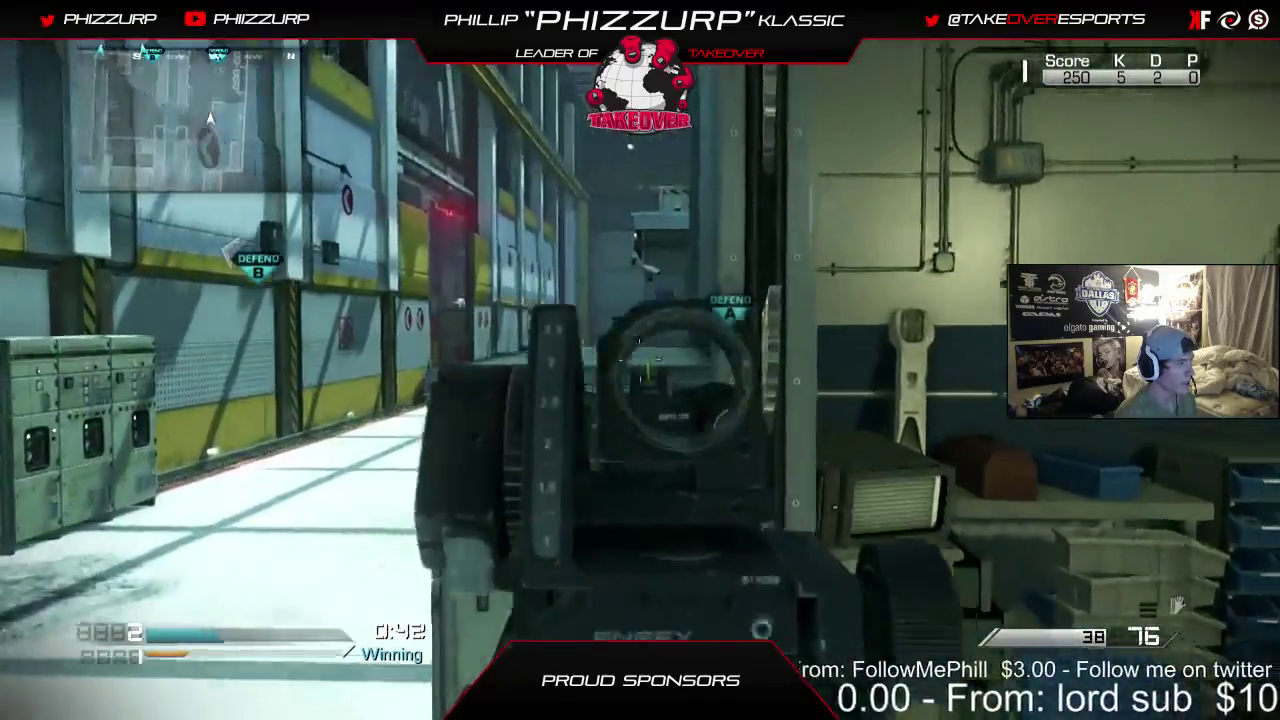 PHIZZURP
PHIIZZURP
PHILLIP "PHIZZURP" KLASSIC
@TAKEOVERESPORTS
LEADER OF TAKEOVER
TAKEOVER
Score K D P
250 5 2 0
DEFEND
B
DEFEND
A
DALLAS
elgato gaming
0:42
Winning
38 76
PROUD SPONSORS
rom: FollowMePhill $3.00 - Follow me on twitter
0.00 - From: lord sub $10